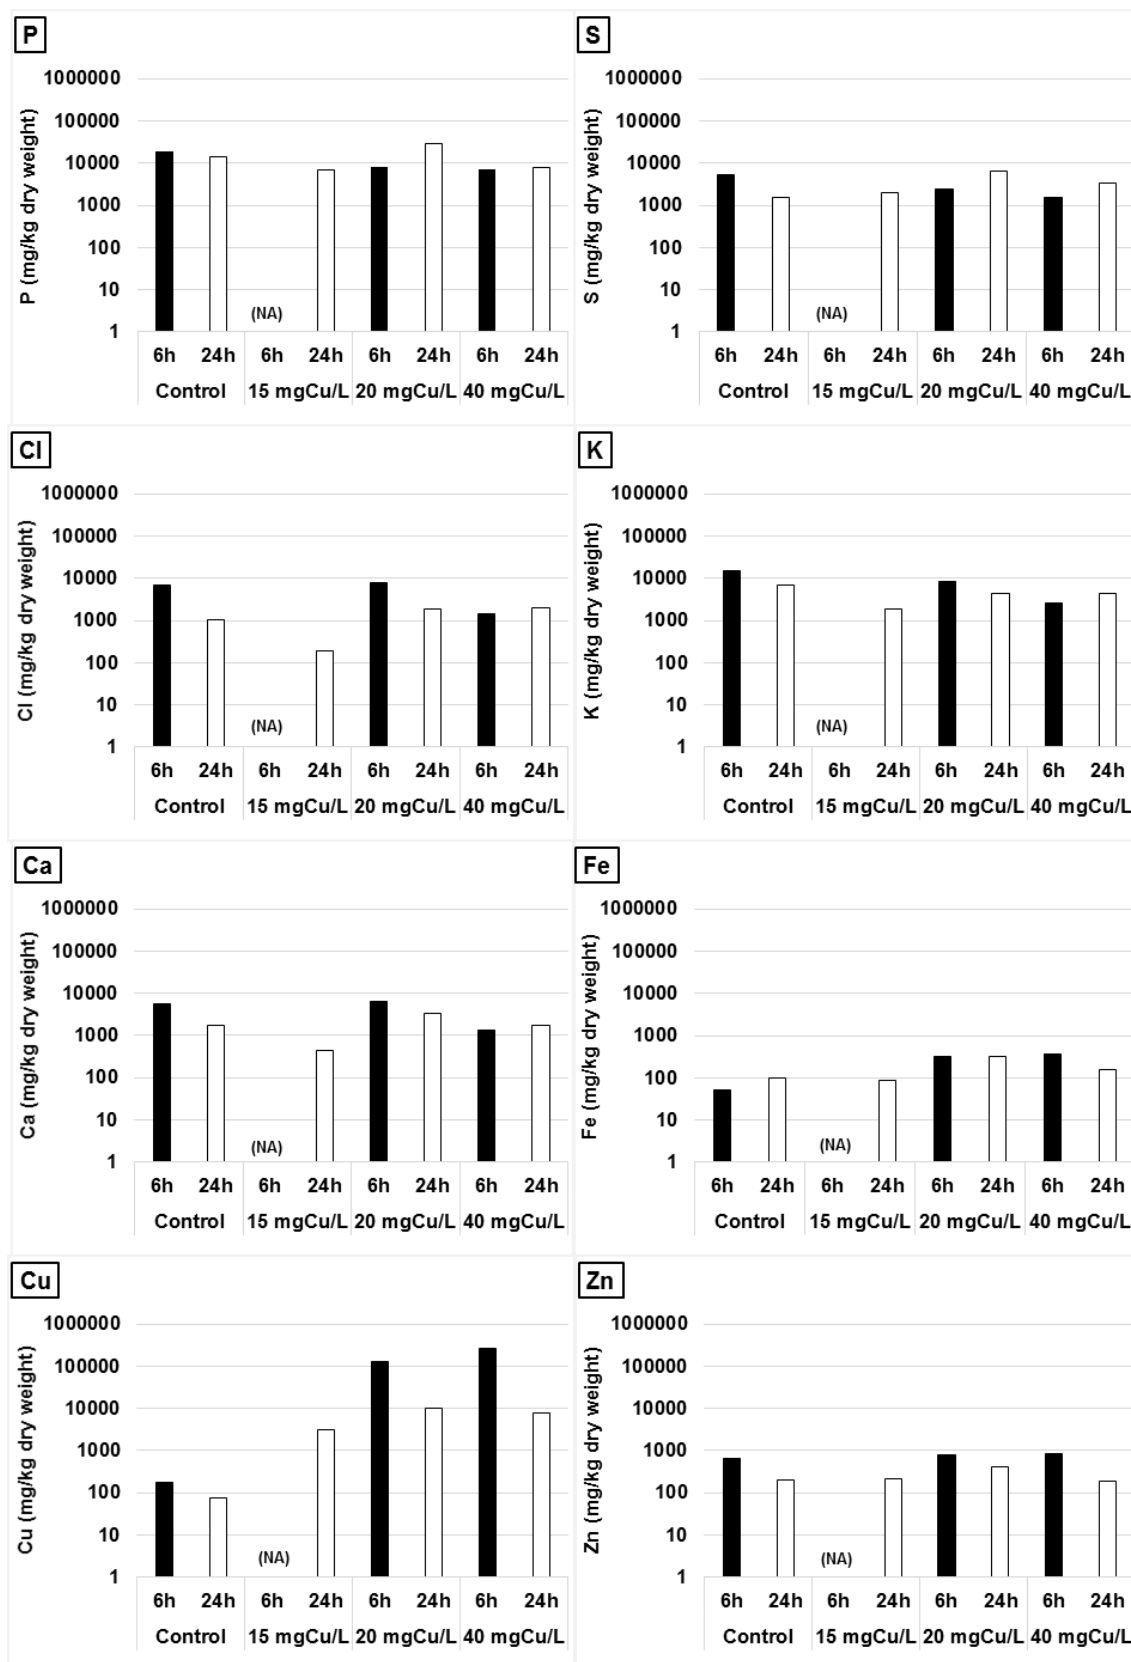 P
P (mg/kg dry weight)
1000000
100000
10000
1000
100
10
1
(NA)
6h 24h 6h 24h 6h 24h 6h 24h
Control 15 mgCu/L 20 mgCu/L 40 mgCu/L
S
S (mg/kg dry weight)
1000000
100000
10000
1000
100
10
1
(NA)
6h 24h 6h 24h 6h 24h 6h 24h
Control 15 mgCu/L 20 mgCu/L 40 mgCu/L
Cl
Cl (mg/kg dry weight)
1000000
100000
10000
1000
100
10
1
(NA)
6h 24h 6h 24h 6h 24h 6h 24h
Control 15 mgCu/L 20 mgCu/L 40 mgCu/L
K
K (mg/kg dry weight)
1000000
100000
10000
1000
100
10
1
(NA)
6h 24h 6h 24h 6h 24h 6h 24h
Control 15 mgCu/L 20 mgCu/L 40 mgCu/L
Ca
Ca (mg/kg dry weight)
1000000
100000
10000
1000
100
10
1
(NA)
6h 24h 6h 24h 6h 24h 6h 24h
Control 15 mgCu/L 20 mgCu/L 40 mgCu/L
Fe
Fe (mg/kg dry weight)
1000000
100000
10000
1000
100
10
1
(NA)
6h 24h 6h 24h 6h 24h 6h 24h
Control 15 mgCu/L 20 mgCu/L 40 mgCu/L
Cu
Cu (mg/kg dry weight)
1000000
100000
10000
1000
100
10
1
(NA)
6h 24h 6h 24h 6h 24h 6h 24h
Control 15 mgCu/L 20 mgCu/L 40 mgCu/L
Zn
Zn (mg/kg dry weight)
1000000
100000
10000
1000
100
10
1
(NA)
6h 24h 6h 24h 6h 24h 6h 24h
Control 15 mgCu/L 20 mgCu/L 40 mgCu/L